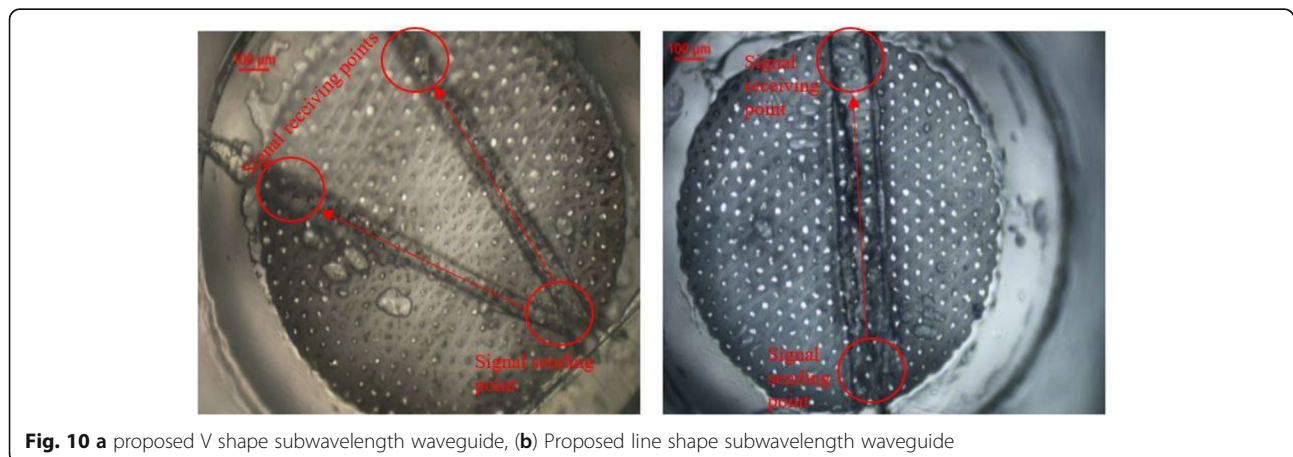 100 μm
Signal receiving points
Signal sending
point
100 μm
Signal
receiving
point
Signal
sending
point
Fig. 10 a proposed V shape subwavelength waveguide, (b) Proposed line shape subwavelength waveguide